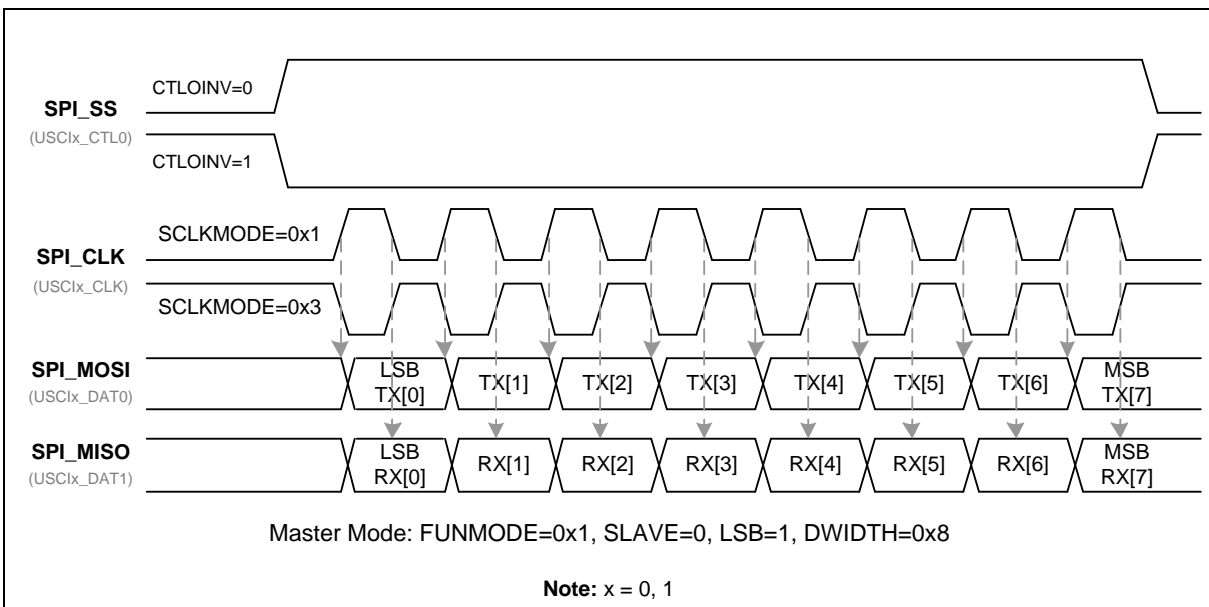 CTLOINV=0
SPI_SS
(USCIx_CTL0)
CTLOINV=1
SCLKMODE=0x1
SPI_CLK
(USCIx_CLK)
SCLKMODE=0x3
SPI_MOSI
(USCIx_DAT0)
LSB
TX[0]
TX[1]
TX[2]
TX[3]
TX[4]
TX[5]
TX[6]
MSB
TX[7]
SPI_MISO
(USCIx_DAT1)
LSB
RX[0]
RX[1]
RX[2]
RX[3]
RX[4]
RX[5]
RX[6]
MSB
RX[7]
Master Mode: FUNMODE=0x1, SLAVE=0, LSB=1, DWIDTH=0x8
Note: x = 0, 1